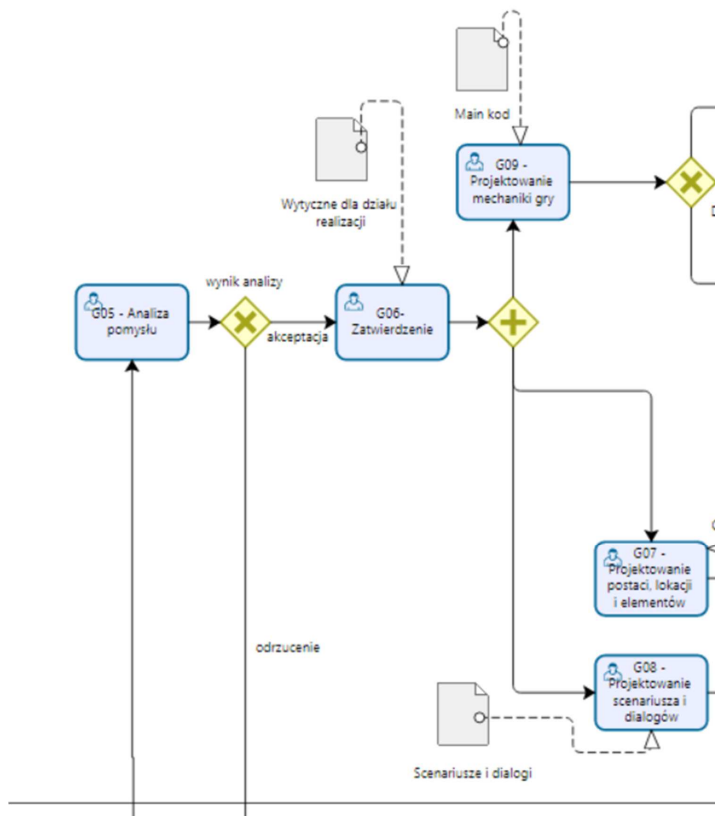 Main kod
G09 -
Projektowanie
mechaniki gry
Wytyczne dla działu
realizacji
wynik analizy
G05 - Analiza
pomysłu
akceptacja
G06-
Zatwierdzenie
G07 -
Projektowanie
postaci, lokacji
i elementów
odrzucenie
G08 -
Projektowanie
scenariusza i
dialogów
Scenariusze i dialogi